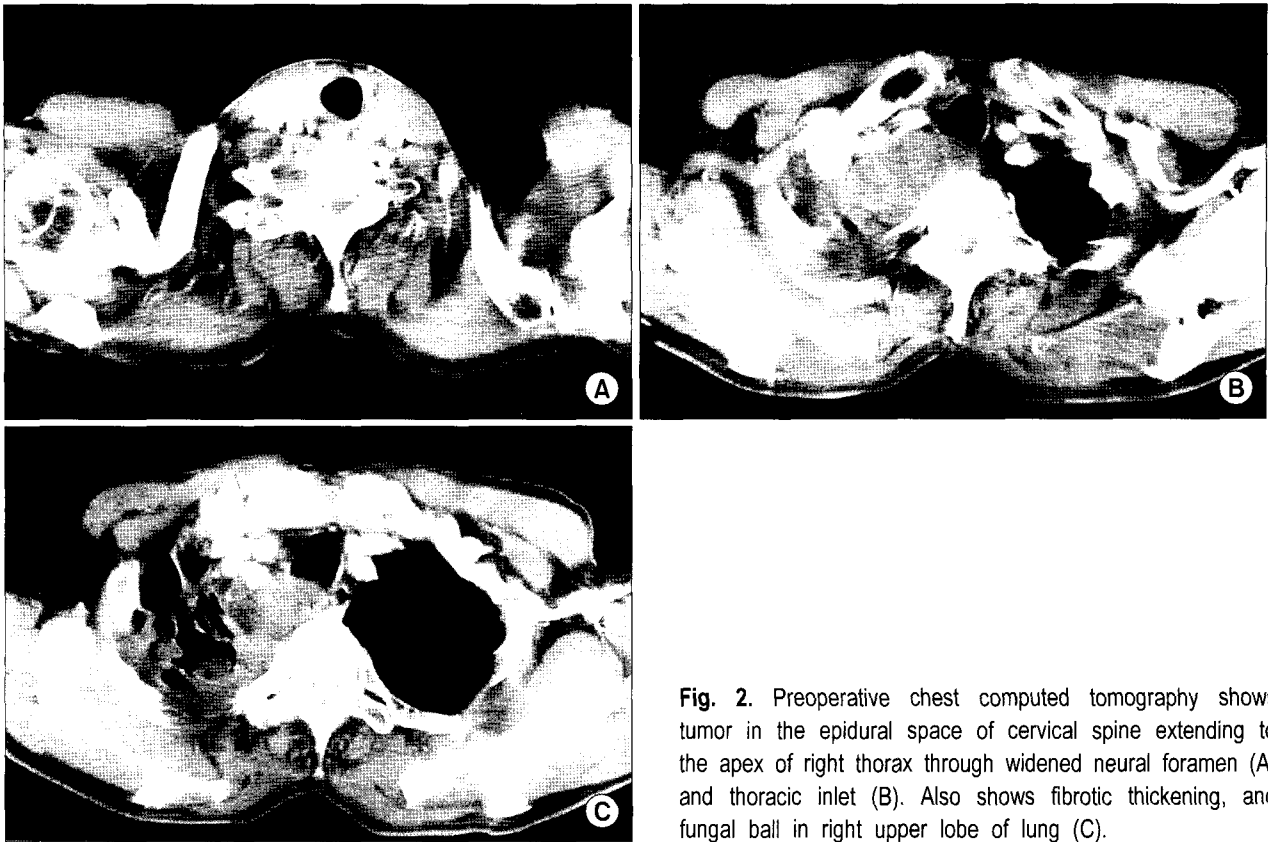 A
B
C
Fig. 2. Preoperative chest computed tomography show
tumor in the epidural space of cervical spine extending t
the apex of right thorax through widened neural foramen (A
and thoracic inlet (B). Also shows fibrotic thickening, an
fungal ball in right upper lobe of lung (C).